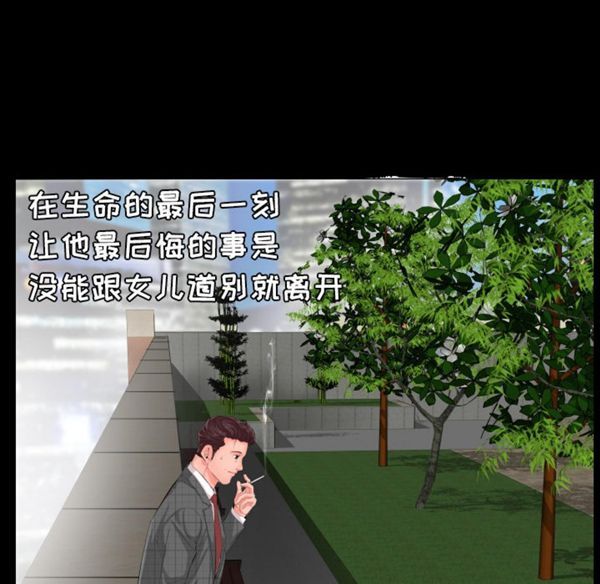 在生命的最后一刻
让他最后悔的事是
没能跟女儿道别就离开